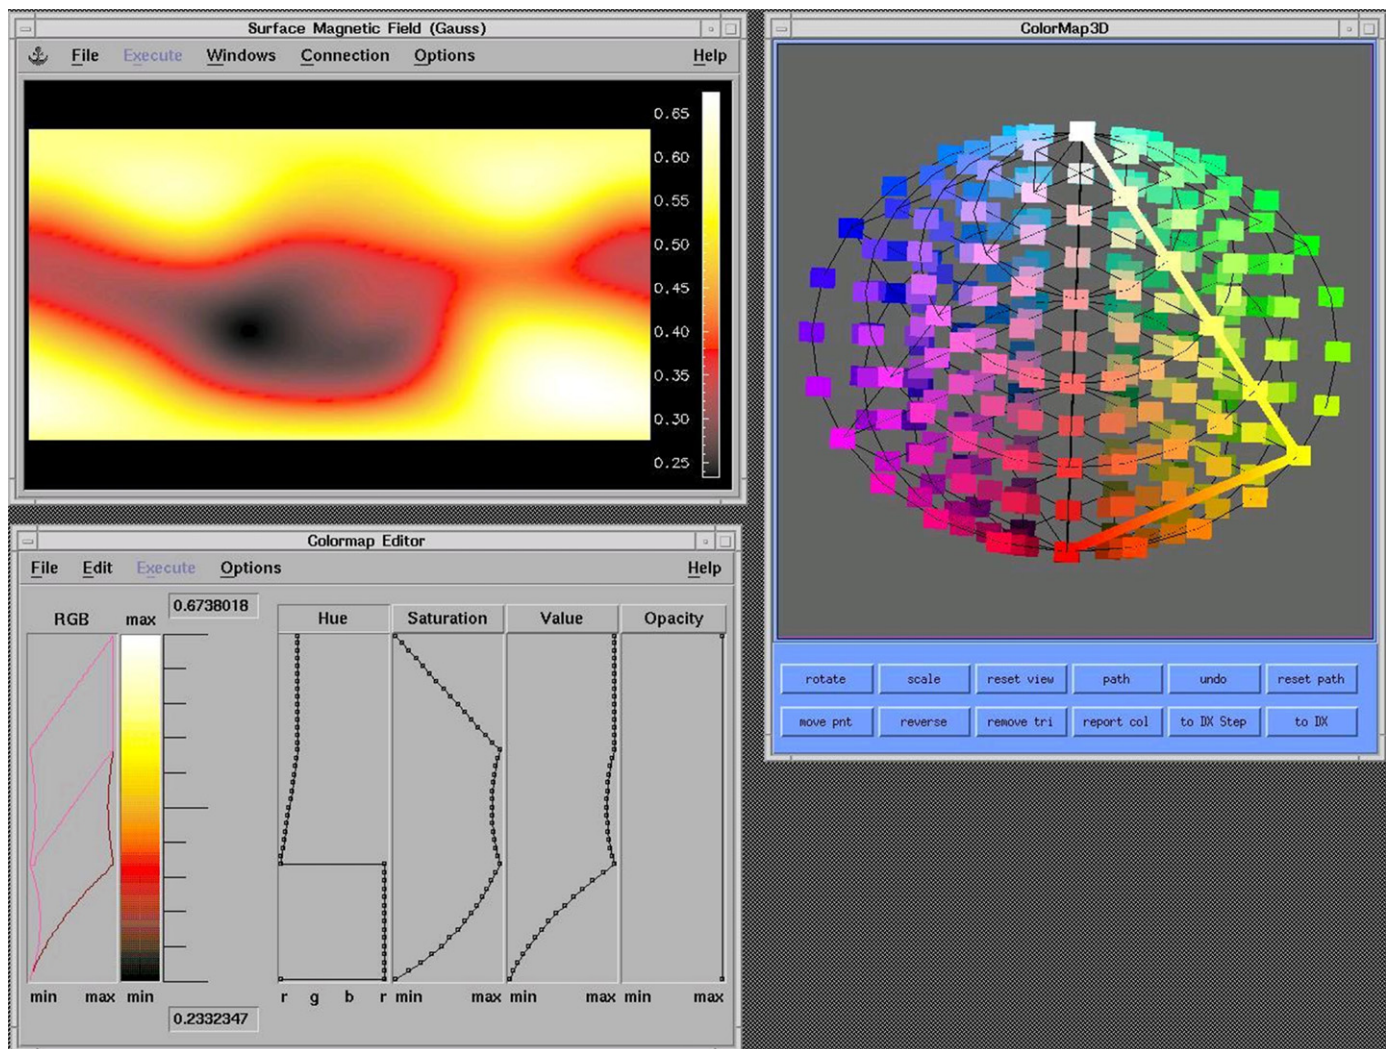 Surface Magnetic Field (Gauss)
File Execute Windows Connection Options Help
0.65
0.60
0.55
0.50
0.45
0.40
0.35
0.30
0.25
ColorMap3D
rotate scale reset view path undo reset path
move pnt reverse remove tri report col to DX Step to DX
Colormap Editor
File Edit Execute Options Help
0.6738018
RGB max Hue Saturation Value Opacity
min max min r g b r min max min max min max
0.2332347